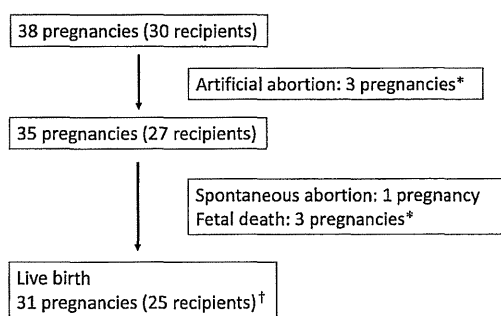 38 pregnancies (30 recipients)
Artificial abortion: 3 pregnancies*
35 pregnancies (27 recipients)
Spontaneous abortion: 1 pregnancy
Fetal death: 3 pregnancies*
Live birth
31 pregnancies (25 recipients)†